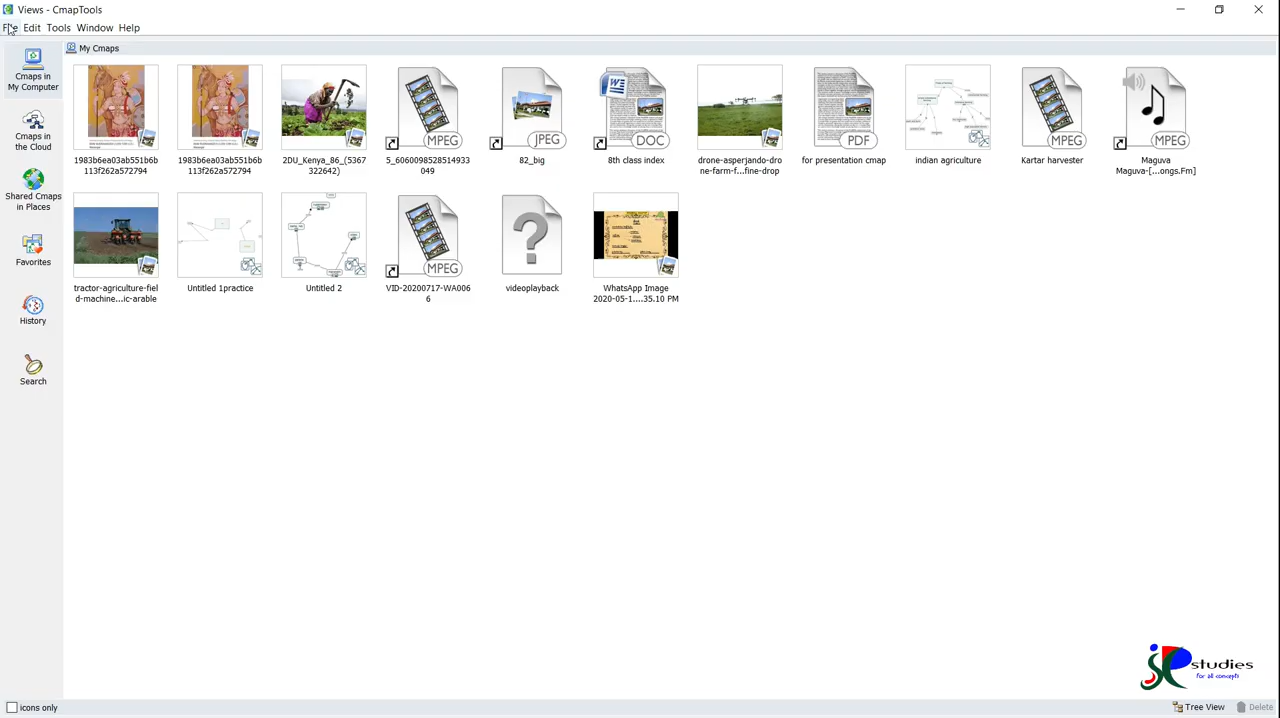 Views - CmapTools
File Edit Tools Window Help
My Cmaps
Cmaps in
My Computer
Cmaps in
the Cloud
Shared Cmaps
in Places
Favorites
History
Search
1983b6ea03ab551b6b
113f262a572794
1983b6ea03ab551b6b
113f262a572794
2DU_Kenya_86_(5367
322642)
MPEG
5_6060098528514933
049
JPEG
82_big
DOC
8th class index
drone-asperjando-dro
ne-farm-f...fine-drop
PDF
for presentation cmap
indian agriculture
MPEG
Kartar harvester
MPEG
Maguva
Maguva-[...ongs.Fm]
tractor-agriculture-fiel
d-machine...ic-arable
Untitled 1practice
Untitled 2
MPEG
VID-20200717-WA006
6
?
videoplayback
WhatsApp Image
2020-05-1....35.10 PM
studies
for all concepts
icons only
Tree View
Delete